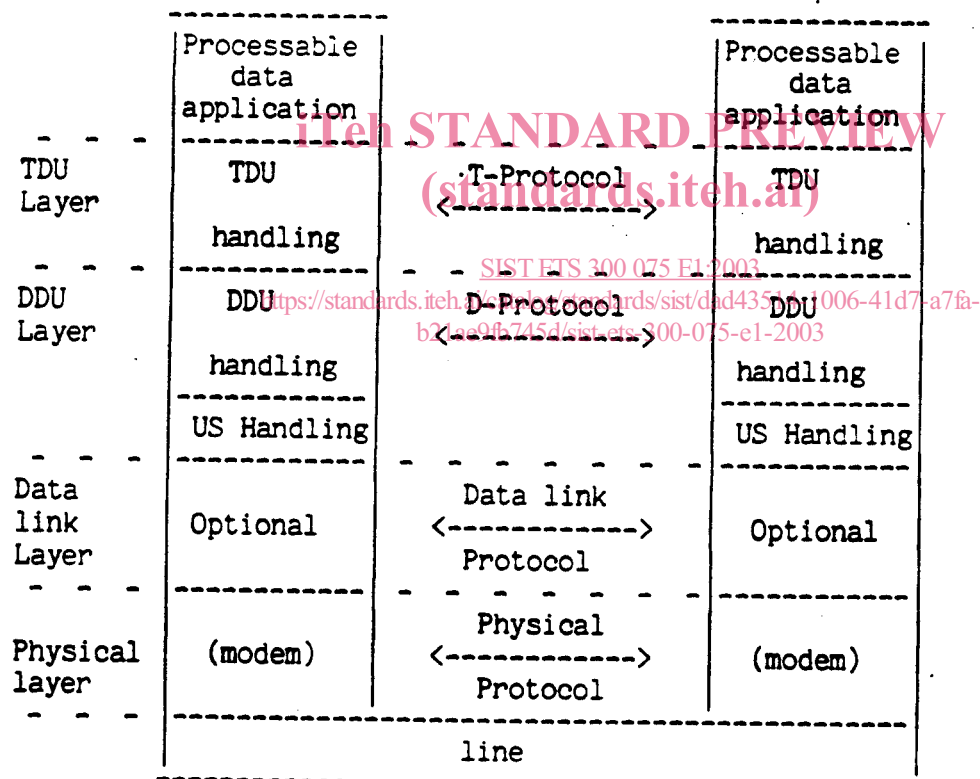 Processable Processable
data data
application application
iTeh STANDARD PREVIEW
TDU TDU T-Protocol TDU
Layer <------------>
(standards.iteh.ai)
handling handling
SIST ETS 300 075 E1:2003
DDU DDU D-Protocol DDU
https://standards.iteh.ai/catalog/standards/sist/dad43514-1006-41d7-a7fa-
Layer <------------>
b21ae9fb745d/sist-ets-300-075-e1-2003
handling handling
US Handling US Handling
Data Data link
link Optional <------------> Optional
Layer Protocol
Physical
Physical (modem) <------------> (modem)
layer Protocol
line